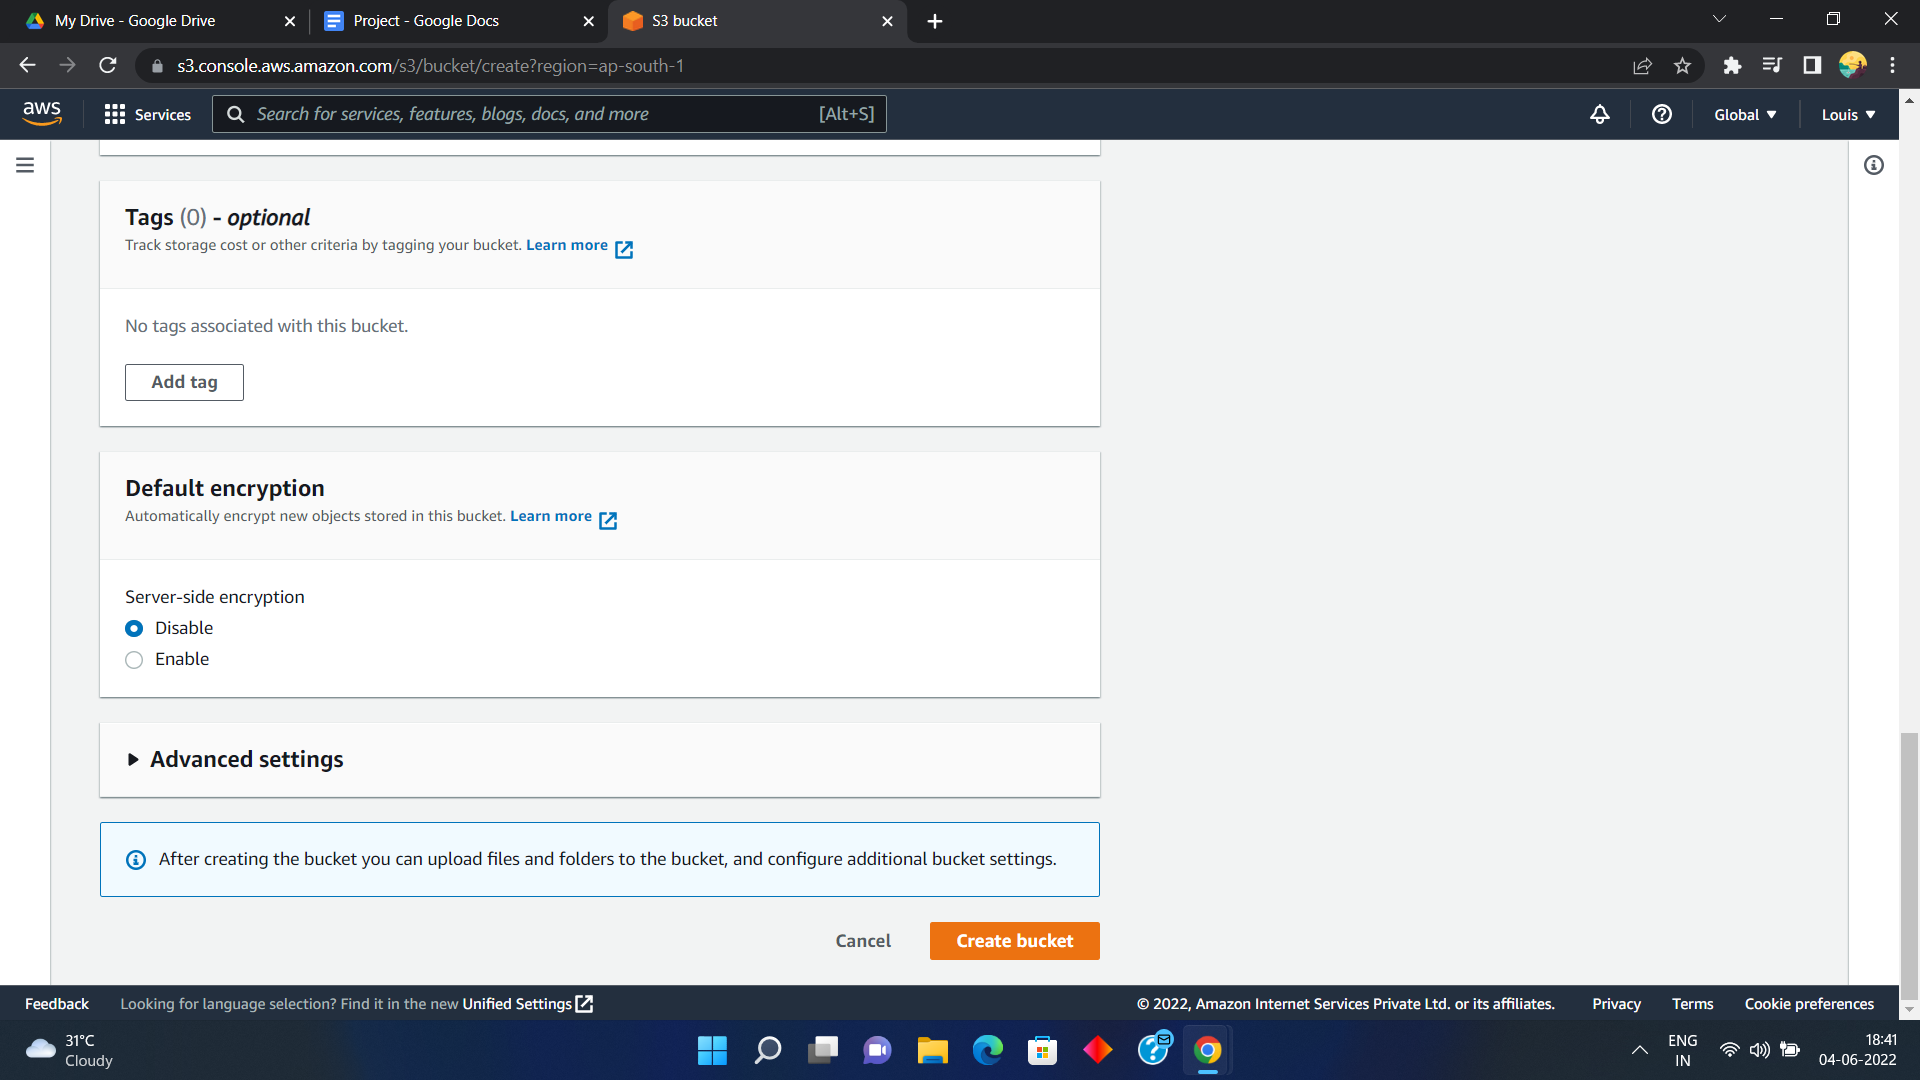 My Drive - Google Drive
Project - Google Docs
S3 bucket
s3.console.aws.amazon.com/s3/bucket/create?region=ap-south-1
aws
Services
Search for services, features, blogs, docs, and more
[Alt+S]
Global
Louis
Tags (0) - optional
Track storage cost or other criteria by tagging your bucket. Learn more
No tags associated with this bucket.
Add tag
Default encryption
Automatically encrypt new objects stored in this bucket. Learn more
Server-side encryption
Disable
Enable
Advanced settings
After creating the bucket you can upload files and folders to the bucket, and configure additional bucket settings.
Cancel
Create bucket
Feedback
Looking for language selection? Find it in the new Unified Settings
© 2022, Amazon Internet Services Private Ltd. or its affiliates.
Privacy
Terms
Cookie preferences
31°C
Cloudy
ENG
IN
18:41
04-06-2022